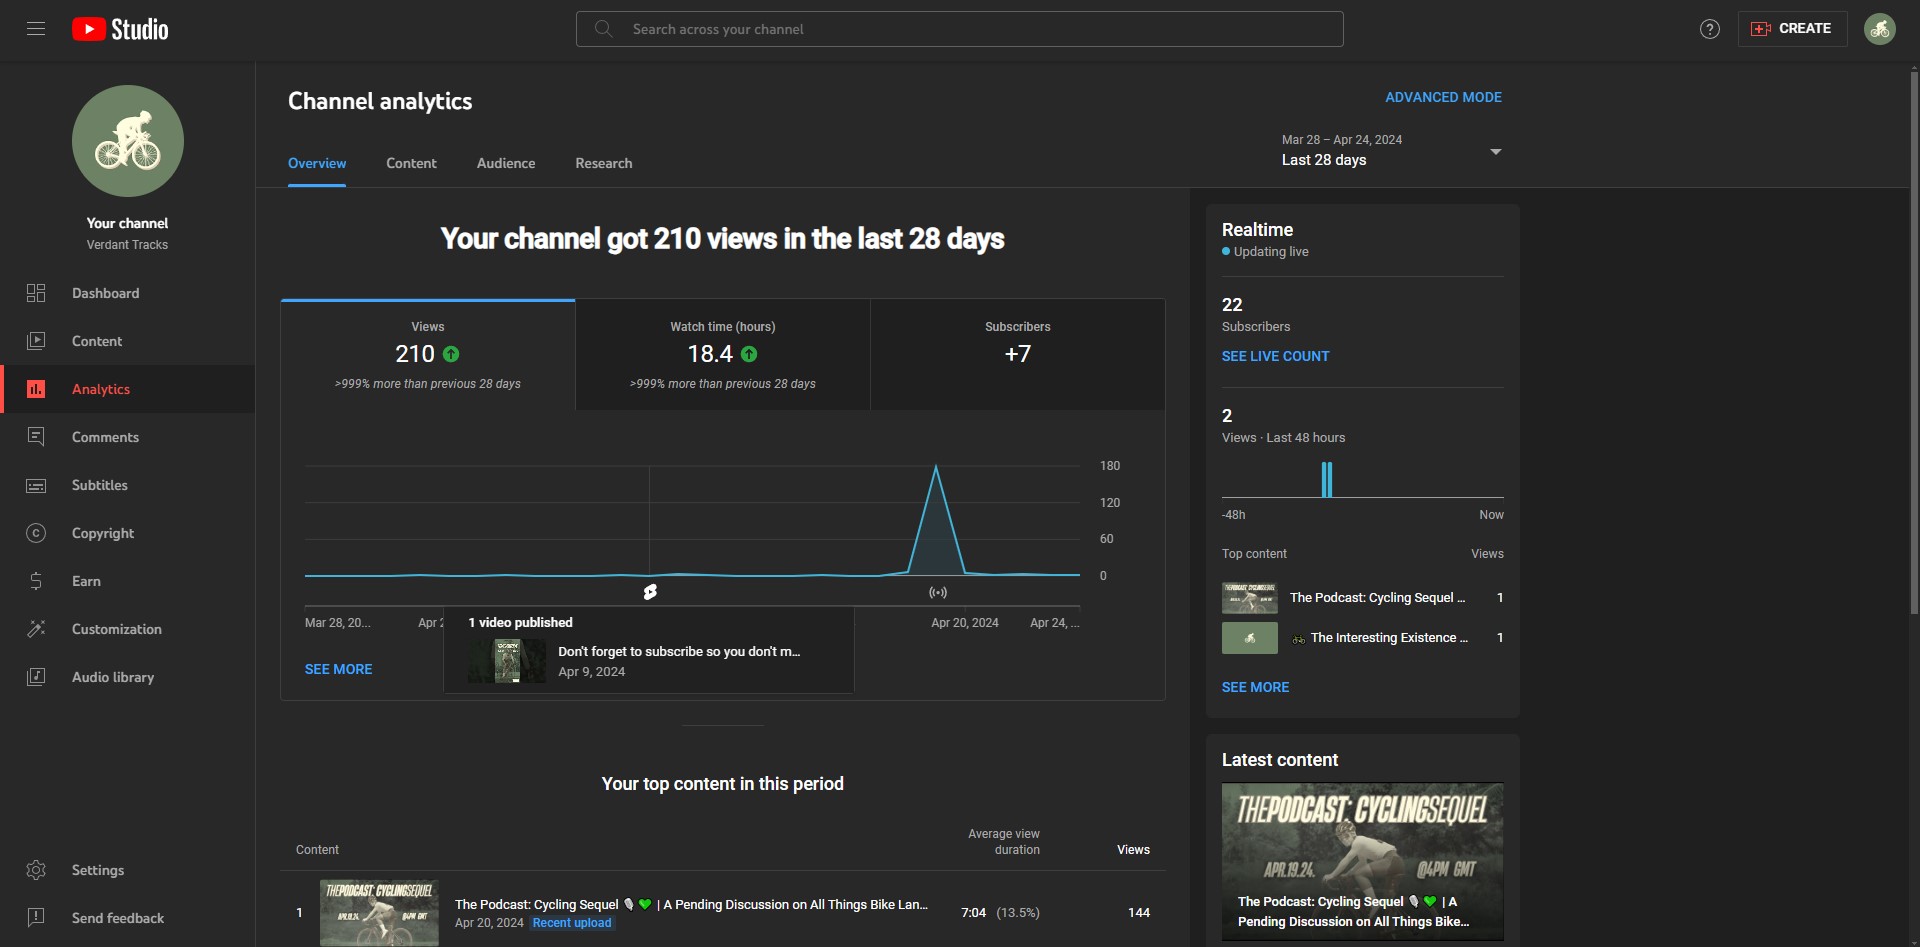 Studio
Search across your channel
CREATE
Your channel
Verdant Tracks
Dashboard
Content
Analytics
Comments
Subtitles
Copyright
Earn
Customization
Audio library
Settings
Send feedback
Channel analytics
ADVANCED MODE
Overview
Content
Audience
Research
Mar 28 – Apr 24, 2024
Last 28 days
Your channel got 210 views in the last 28 days
Views
210
>999% more than previous 28 days
Watch time (hours)
18.4
>999% more than previous 28 days
Subscribers
+7
180
120
60
0
Mar 28, 20...
Apr 2
Apr 20, 2024
Apr 24, ...
1 video published
Don't forget to subscribe so you don't m...
Apr 9, 2024
SEE MORE
Your top content in this period
Content
Average view
duration
Views
1
THEPODCAST: CYCLINGSEQUEL
APR.19.24. @4PM GMT
The Podcast: Cycling Sequel 🎙️💚 | A Pending Discussion on All Things Bike Lan...
Apr 20, 2024 Recent upload
7:04 (13.5%)
144
Realtime
Updating live
22
Subscribers
SEE LIVE COUNT
2
Views · Last 48 hours
-48h
Now
Top content
Views
THEPODCAST: CYCLINGSEQUEL
The Podcast: Cycling Sequel ...
1
🚲 The Interesting Existence ...
1
SEE MORE
Latest content
THEPODCAST: CYCLINGSEQUEL
APR.19.24. @4PM GMT
The Podcast: Cycling Sequel 🎙️💚 | A
Pending Discussion on All Things Bike...